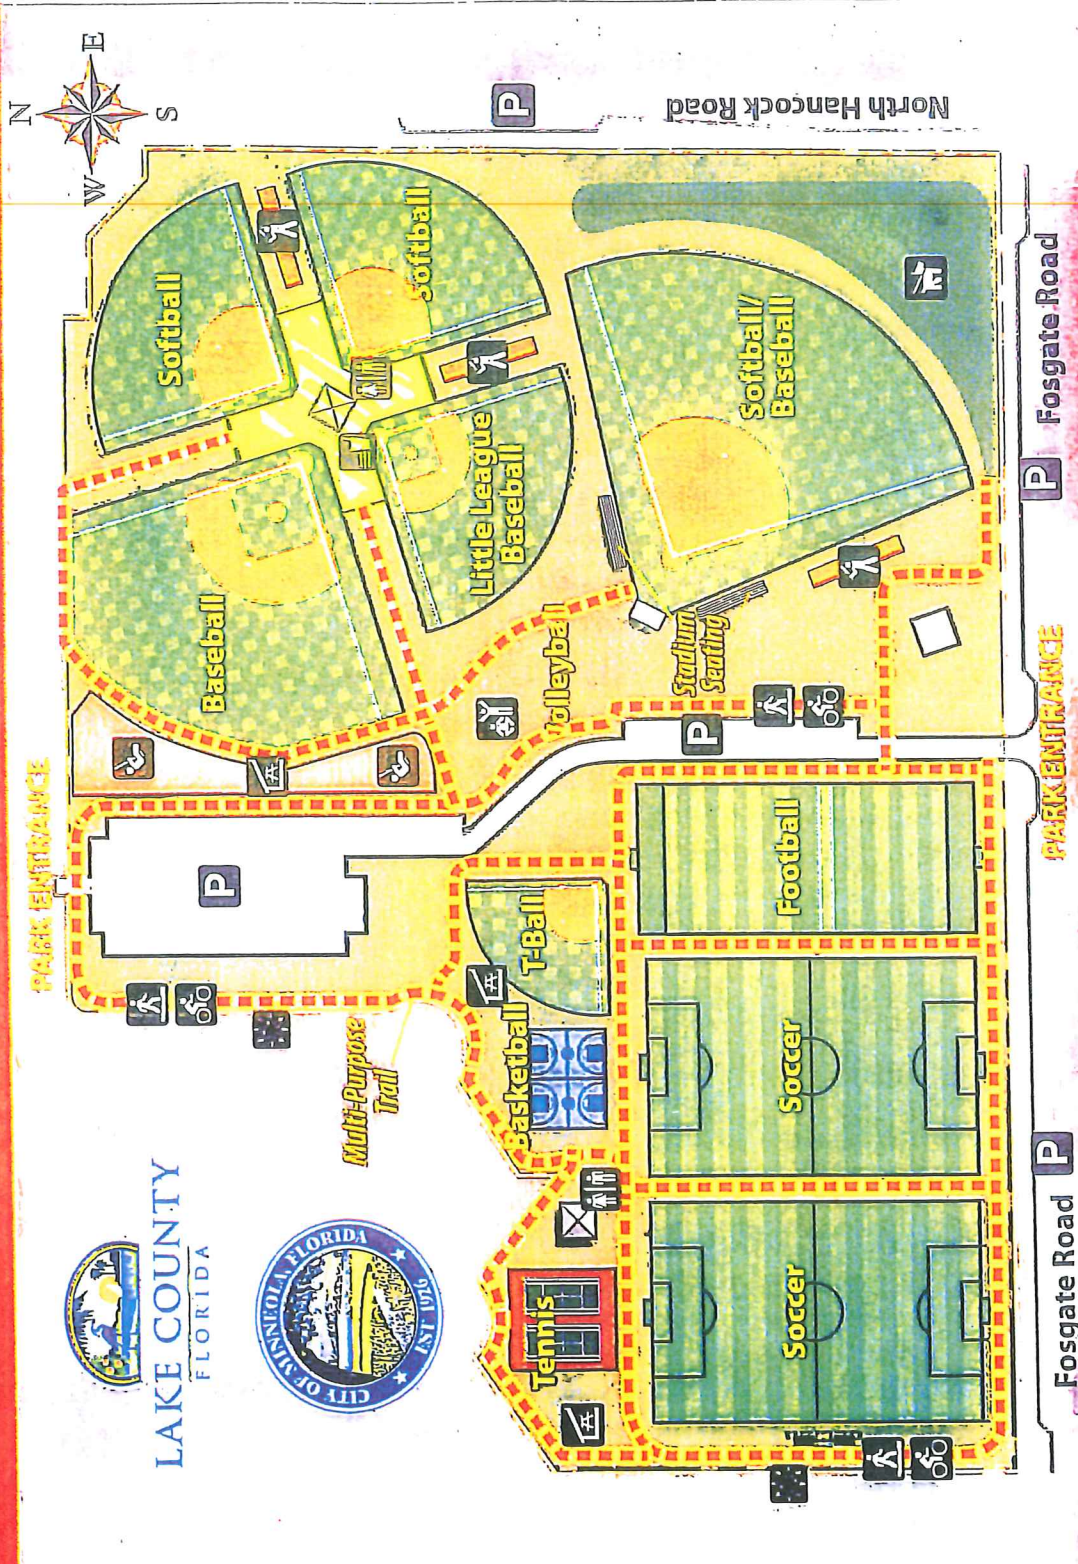 N
E
S
W
P
North Hancock Road
PARK ENTRANCE
Softball
Softball
Baseball
Little League
Baseball
Softball/
Baseball
Volleyball
Stadium
Seating
P
P
P
Fosgate Road
PARK ENTRANCE
Multi-Purpose
Trail
T-Ball
Basketball
Football
Tennis
Soccer
Soccer
P
Fosgate Road
LAKE COUNTY
FLORIDA
CITY OF MINNEOLA, FLORIDA
EST 1926